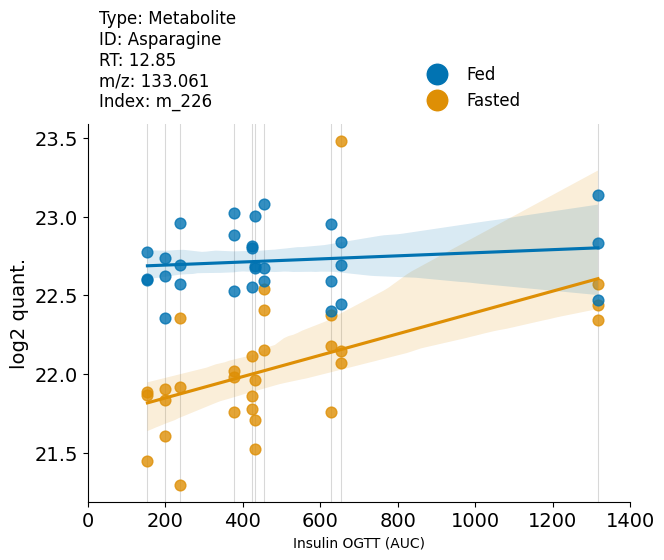 Type: Metabolite
ID: Asparagine
RT: 12.85
m/z: 133.061
Index: m_226
Fed
Fasted
23.5
23.0
22.5
22.0
21.5
log2 quant.
0 200 400 600 800 1000 1200 1400
Insulin OGTT (AUC)